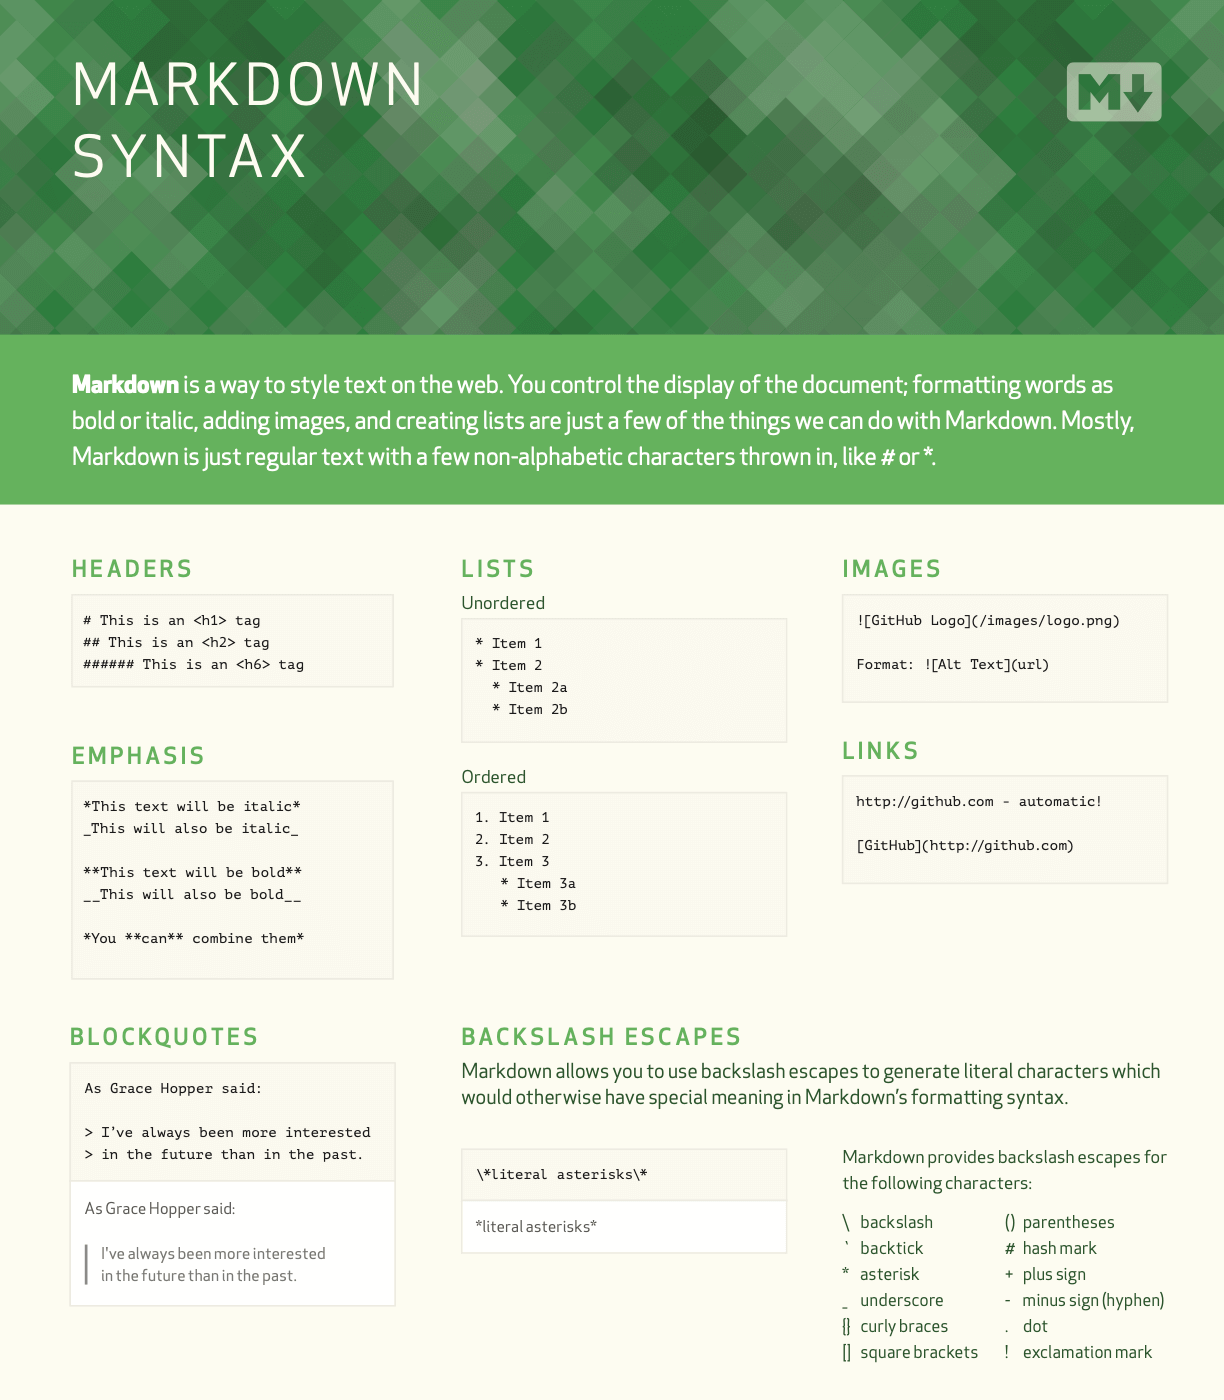 MARKDOWN
SYNTAX
M
Markdown is a way to style text on the web. You control the display of the document; formatting words as
bold or italic, adding images, and creating lists are just a few of the things we can do with Markdown. Mostly,
Markdown is just regular text with a few non-alphabetic characters thrown in, like # or *.
HEADERS
# This is an <h1> tag
## This is an <h2> tag
###### This is an <h6> tag
EMPHASIS
*This text will be italic*
_This will also be italic_
**This text will be bold**
__This will also be bold__
*You **can** combine them*
LISTS
Unordered
* Item 1
* Item 2
  * Item 2a
  * Item 2b
Ordered
1. Item 1
2. Item 2
3. Item 3
   * Item 3a
   * Item 3b
IMAGES
![GitHub Logo](/images/logo.png)
Format: ![Alt Text](url)
LINKS
http://github.com - automatic!
[GitHub](http://github.com)
BLOCKQUOTES
As Grace Hopper said:
> I've always been more interested
> in the future than in the past.
As Grace Hopper said:
I've always been more interested
in the future than in the past.
BACKSLASH ESCAPES
Markdown allows you to use backslash escapes to generate literal characters which
would otherwise have special meaning in Markdown's formatting syntax.
\*literal asterisks\*
*literal asterisks*
Markdown provides backslash escapes for
the following characters:
\ backslash
` backtick
* asterisk
_ underscore
{} curly braces
[] square brackets
() parentheses
# hash mark
+ plus sign
- minus sign (hyphen)
. dot
! exclamation mark